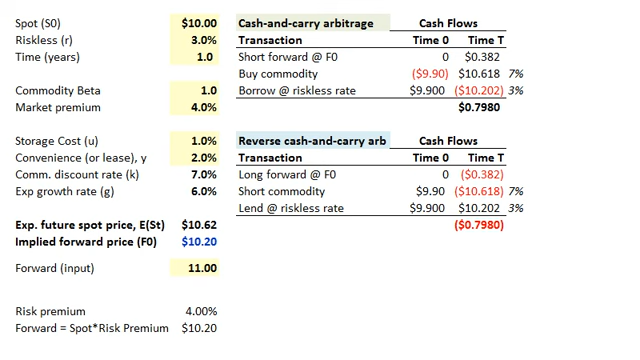 Spot (S0) $10.00 Cash-and-carry arbitrage Cash Flows
Riskless (r) 3.0% Transaction Time 0 Time T
Time (years) 1.0 Short forward @ F0 0 $0.382
Buy commodity ($9.90) $10.618 7%
Commodity Beta 1.0 Borrow @ riskless rate $9.900 ($10.202) 3%
Market premium 4.0% $0.7980
Storage Cost (u) 1.0% Reverse cash-and-carry arb Cash Flows
Convenience (or lease), y 2.0% Transaction Time 0 Time T
Comm. discount rate (k) 7.0% Long forward @ F0 0 ($0.382)
Exp growth rate (g) 6.0% Short commodity $9.90 ($10.618) 7%
Lend @ riskless rate $9.900 $10.202 3%
Exp. future spot price, E(St) $10.62 ($0.7980)
Implied forward price (F0) $10.20
Forward (input) 11.00
Risk premium 4.00%
Forward = Spot*Risk Premium $10.20